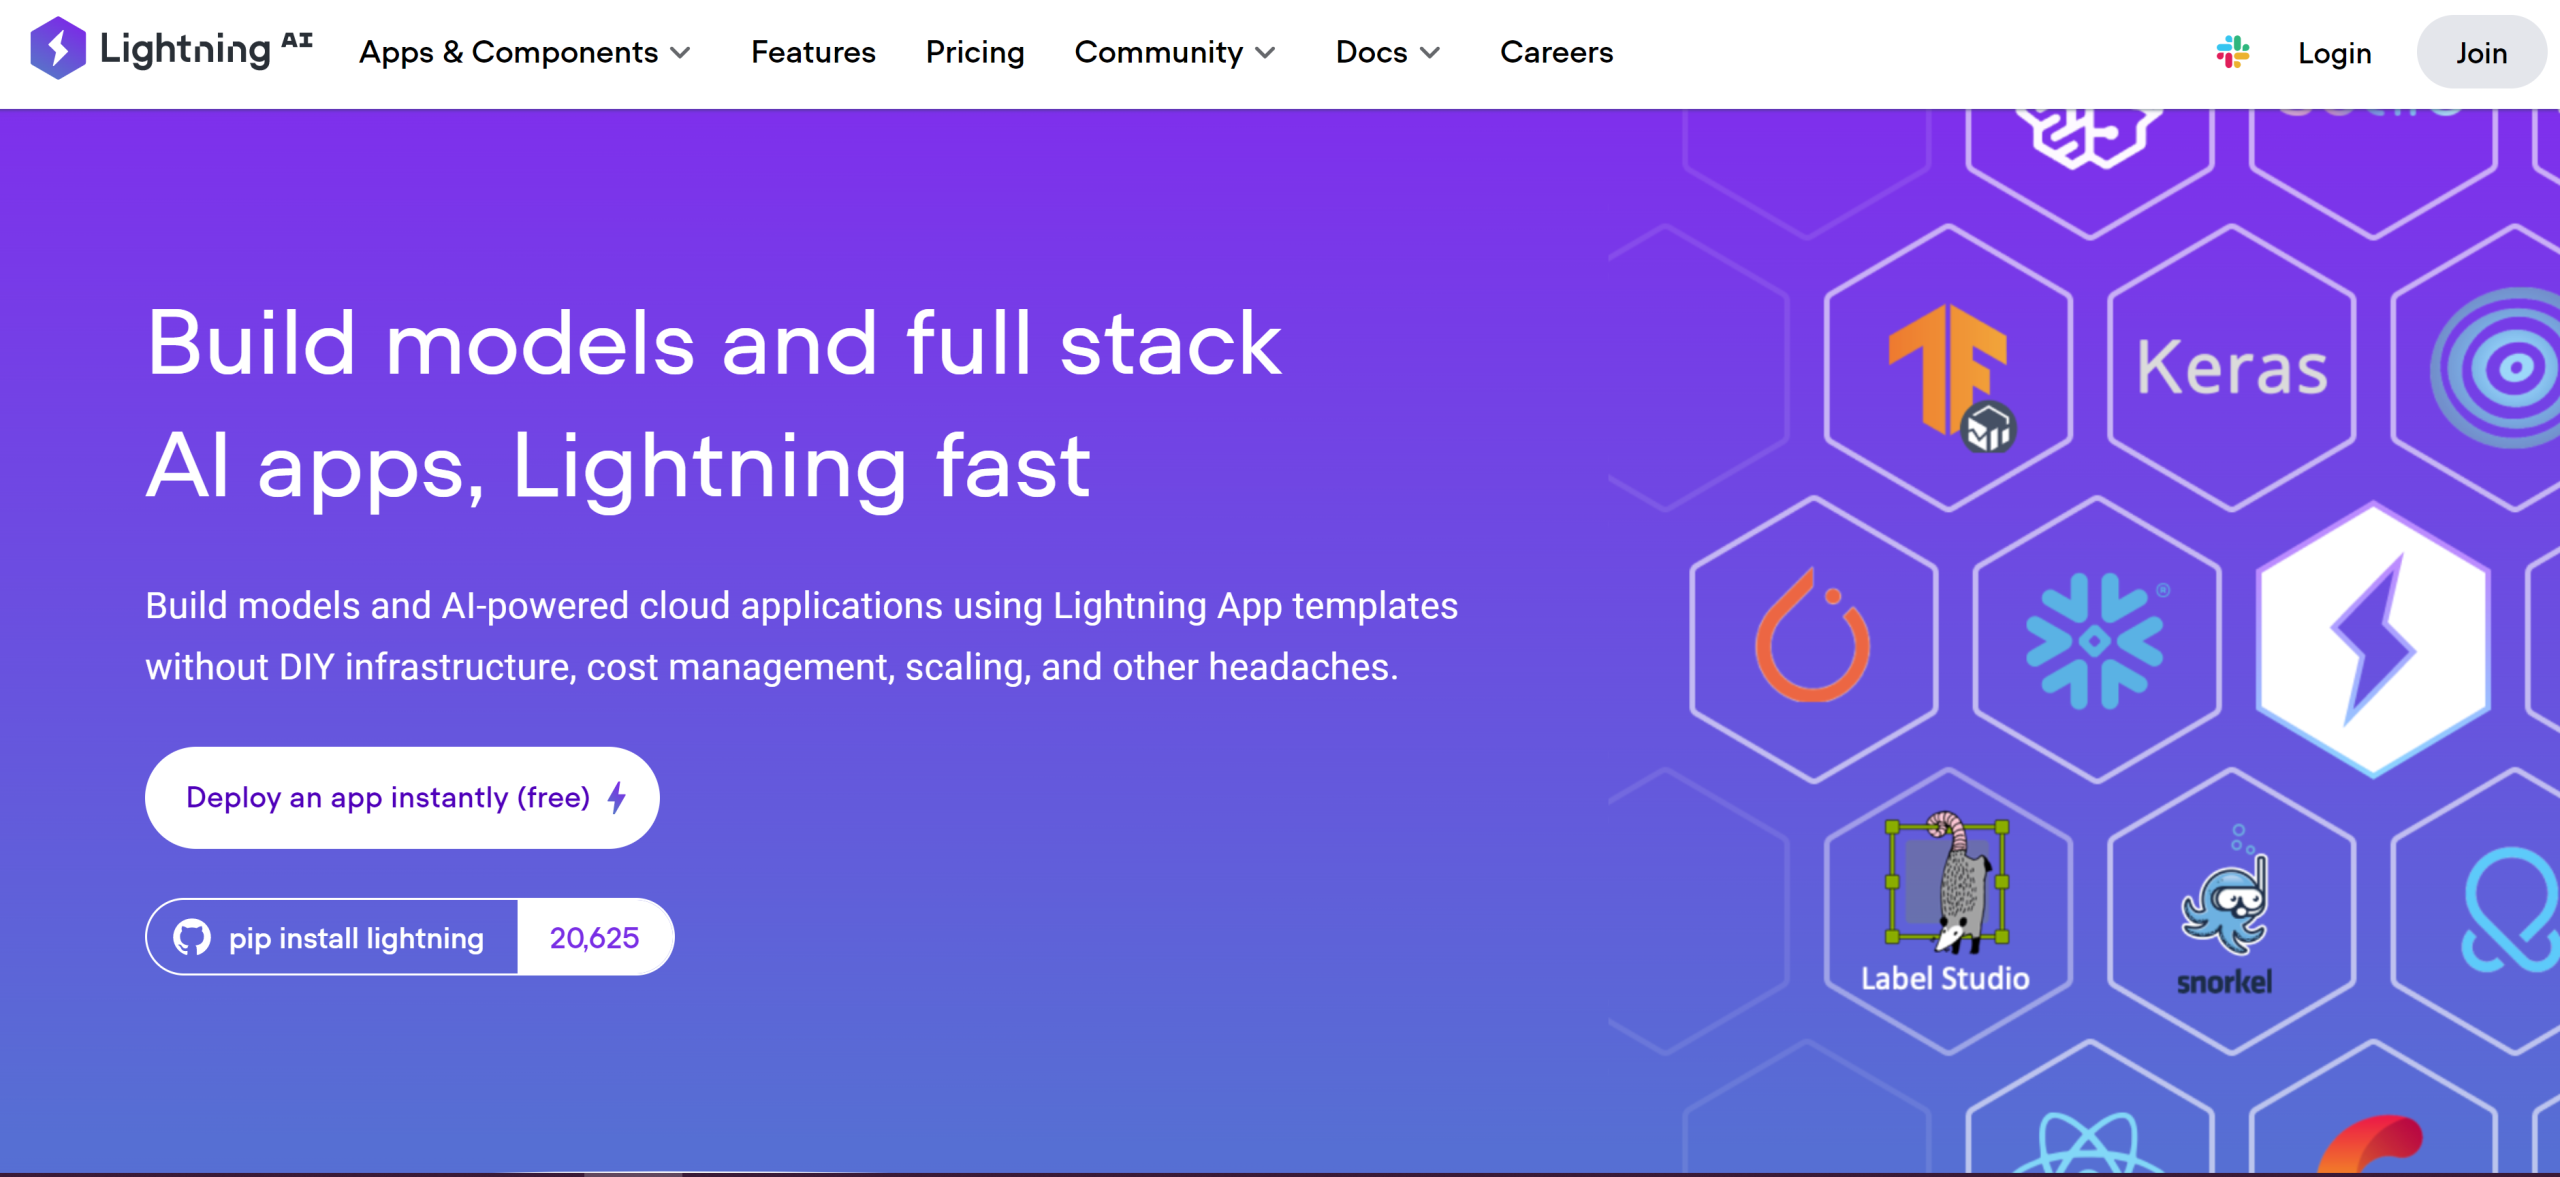 Lightning AI
Apps & Components
Features
Pricing
Community
Docs
Careers
Login
Join
Build models and full stack
AI apps, Lightning fast
Build models and AI-powered cloud applications using Lightning App templates
without DIY infrastructure, cost management, scaling, and other headaches.
Deploy an app instantly (free)
pip install lightning
20,625
Keras
®
Label Studio
snorkel